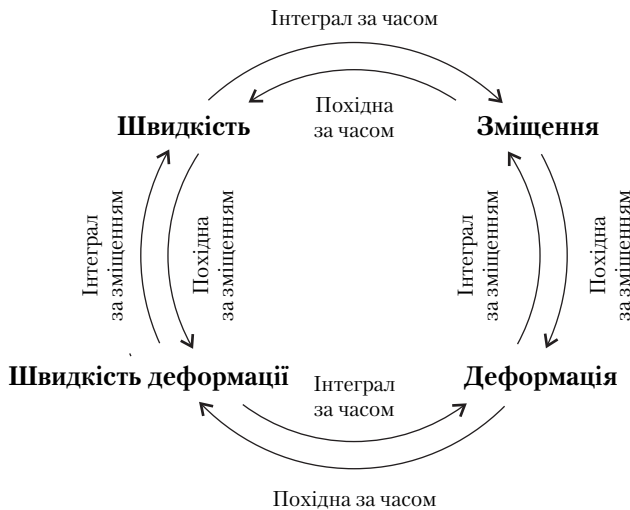 Інтеграл за часом
Похідна
за часом
Швидкість
Зміщення
Інтеграл
за зміщенням
Похідна
за зміщенням
Інтеграл
за зміщенням
Похідна
за зміщенням
Швидкість деформації
Деформація
Інтеграл
за часом
Похідна за часом